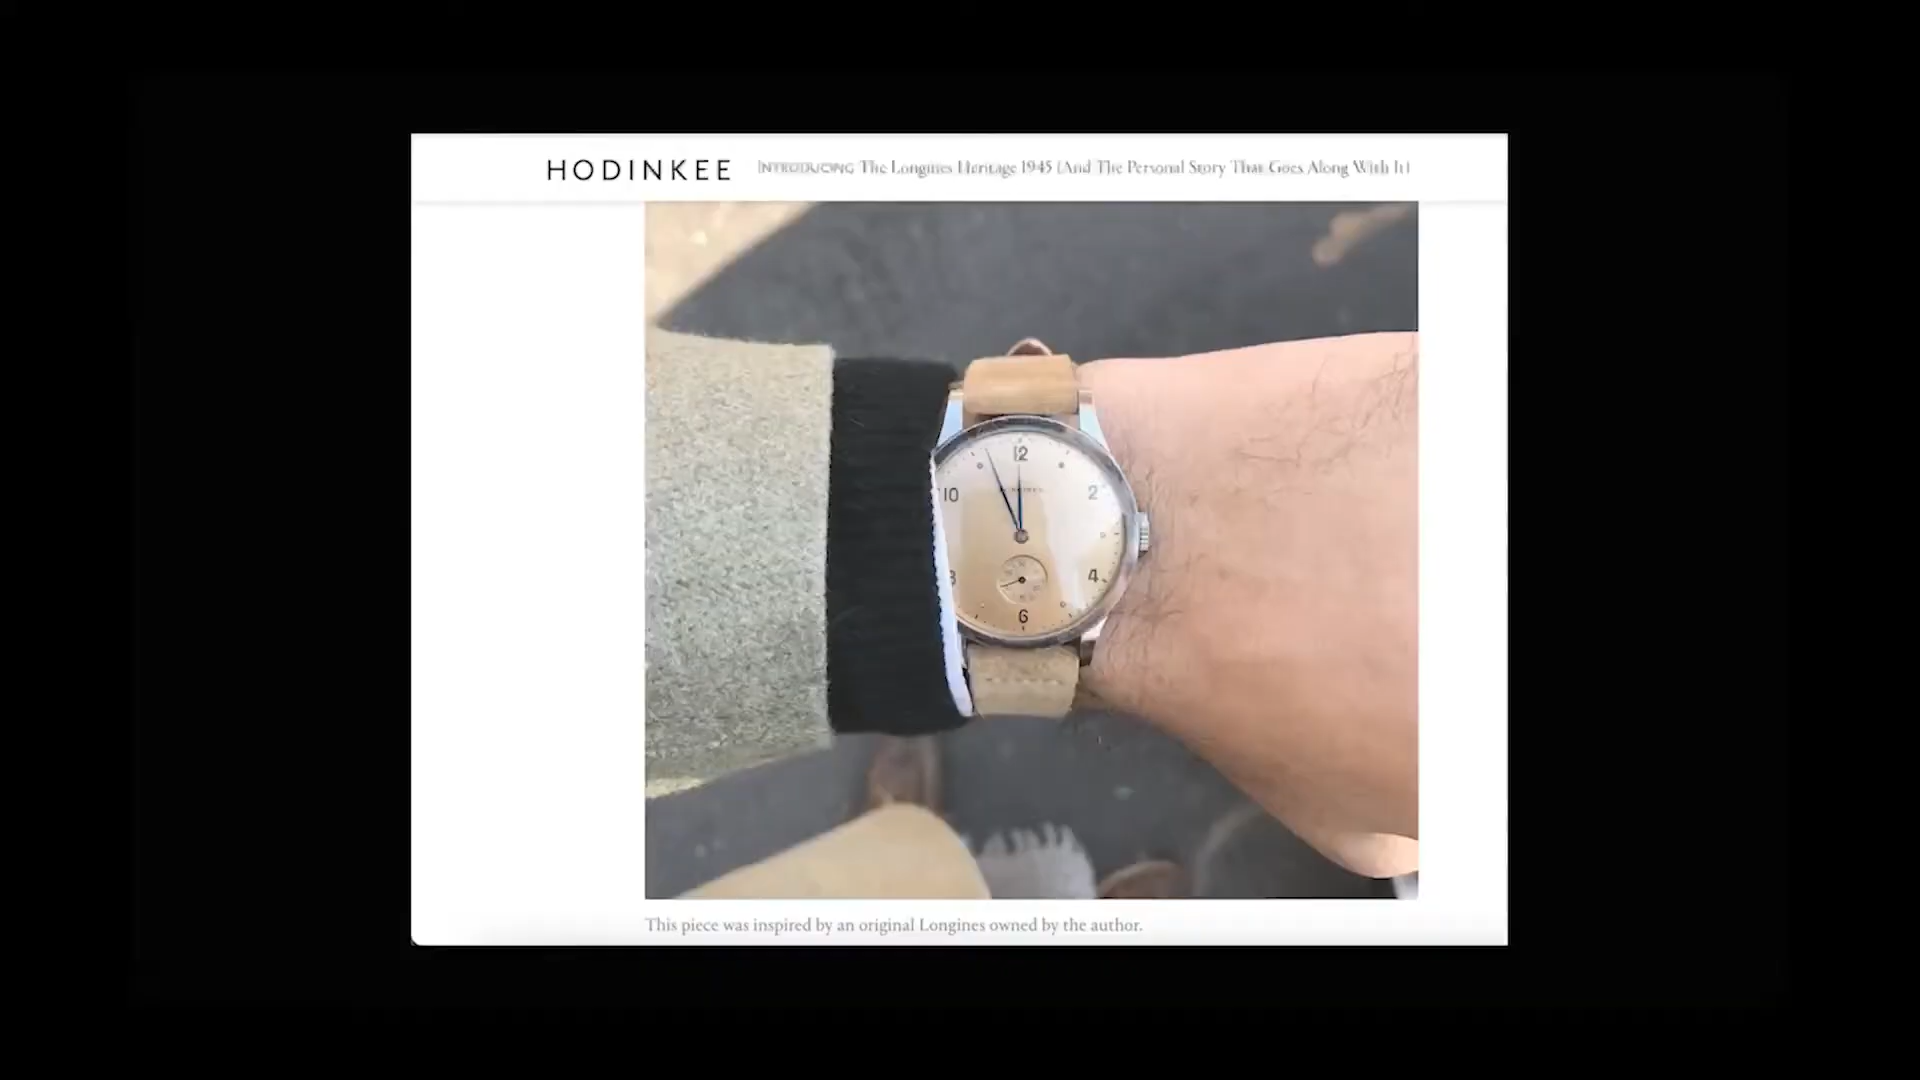 HODINKEE
INTRODUCING The Longines Heritage 1945 (And The Personal Story That Goes Along With It)
12
10
2
4
6
This piece was inspired by an original Longines owned by the author.